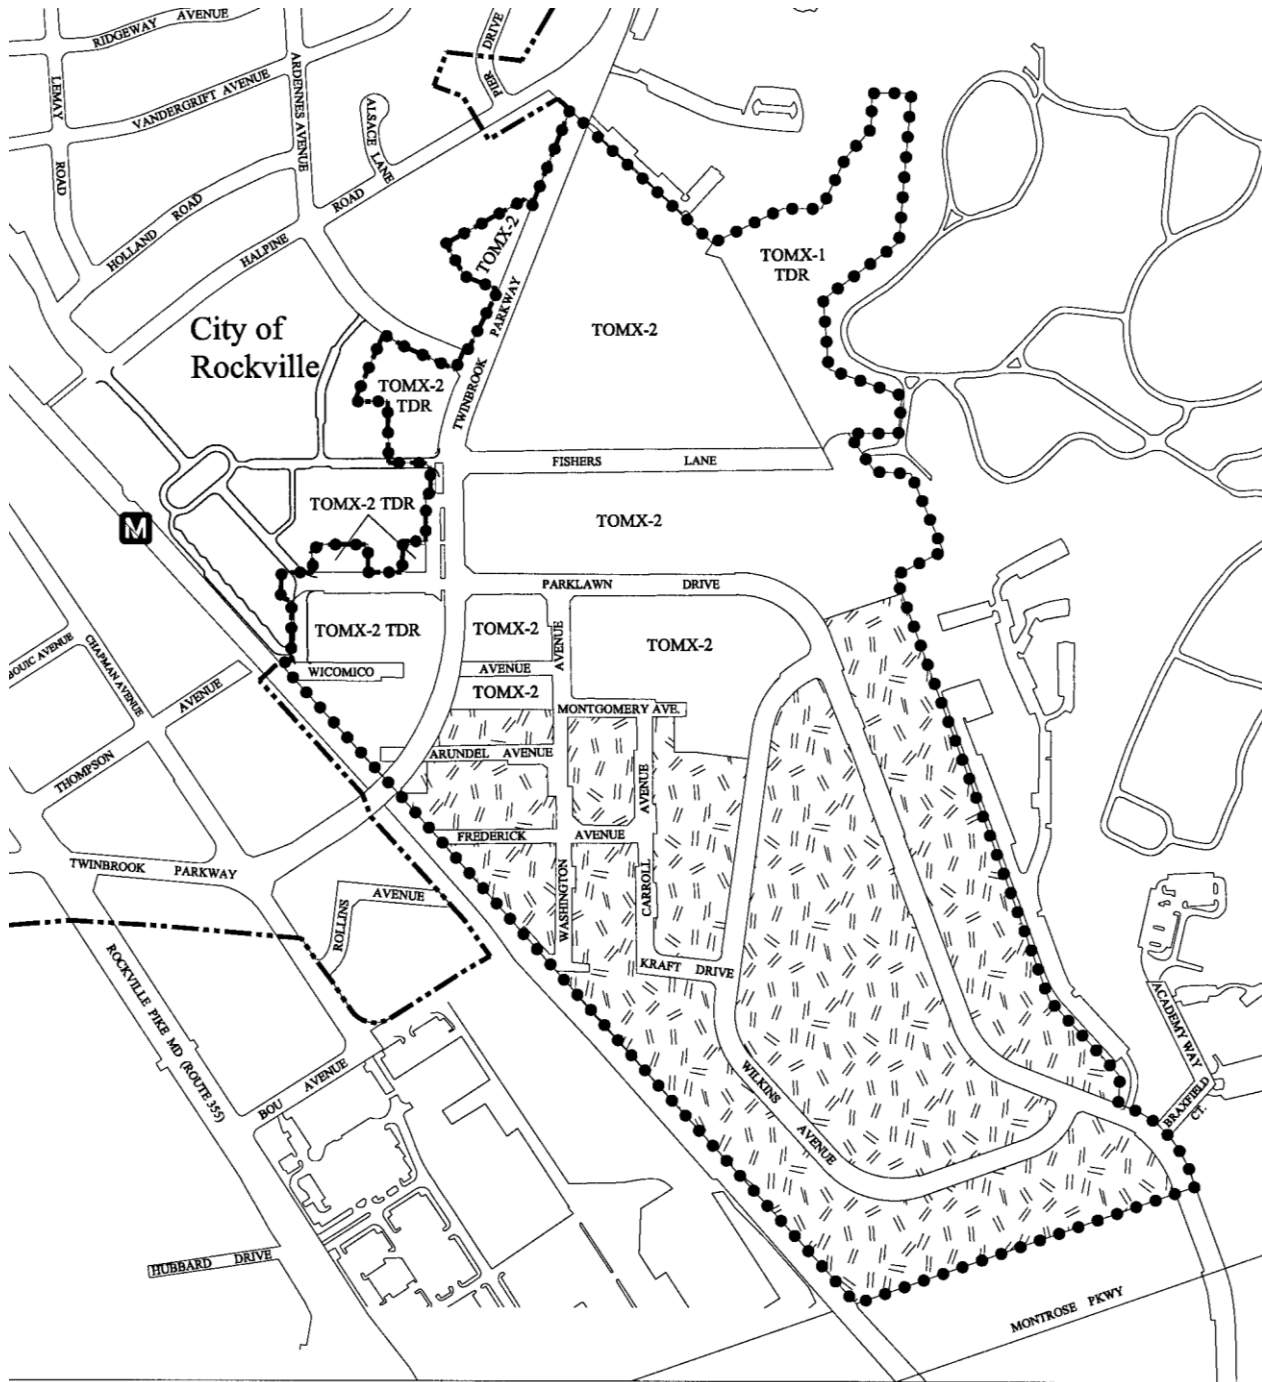 RIDGEWAY AVENUE
PIER DRIVE
LEMAY
ROAD
VANDERGRIFT AVENUE
ARDENNES AVENUE
ALSACE LANE
HOLLAND ROAD
HALPINE
ROAD
TOMX-2
TOMX-1
TDR
City of
Rockville
TWINBROOK PARKWAY
TOMX-2
TOMX-2
TDR
FISHERS LANE
TOMX-2 TDR
TOMX-2
M
PARKLAWN DRIVE
TOMX-2 TDR
TOMX-2
AVENUE
TOMX-2
BOUIC AVENUE
CHAPMAN AVENUE
WICOMICO
AVENUE
TOMX-2
MONTGOMERY AVE.
THOMPSON AVENUE
ARUNDEL AVENUE
FREDERICK AVENUE
CARROLL AVENUE
WASHINGTON
TWINBROOK PARKWAY
ROLLINS AVENUE
KRAFT DRIVE
ROCKVILLE PIKE MD (ROUTE 355)
WILKINS AVENUE
ACADEMY WAY
BRAXFIELD
CT.
BOU AVENUE
HUBBARD DRIVE
MONTROSE PKWY